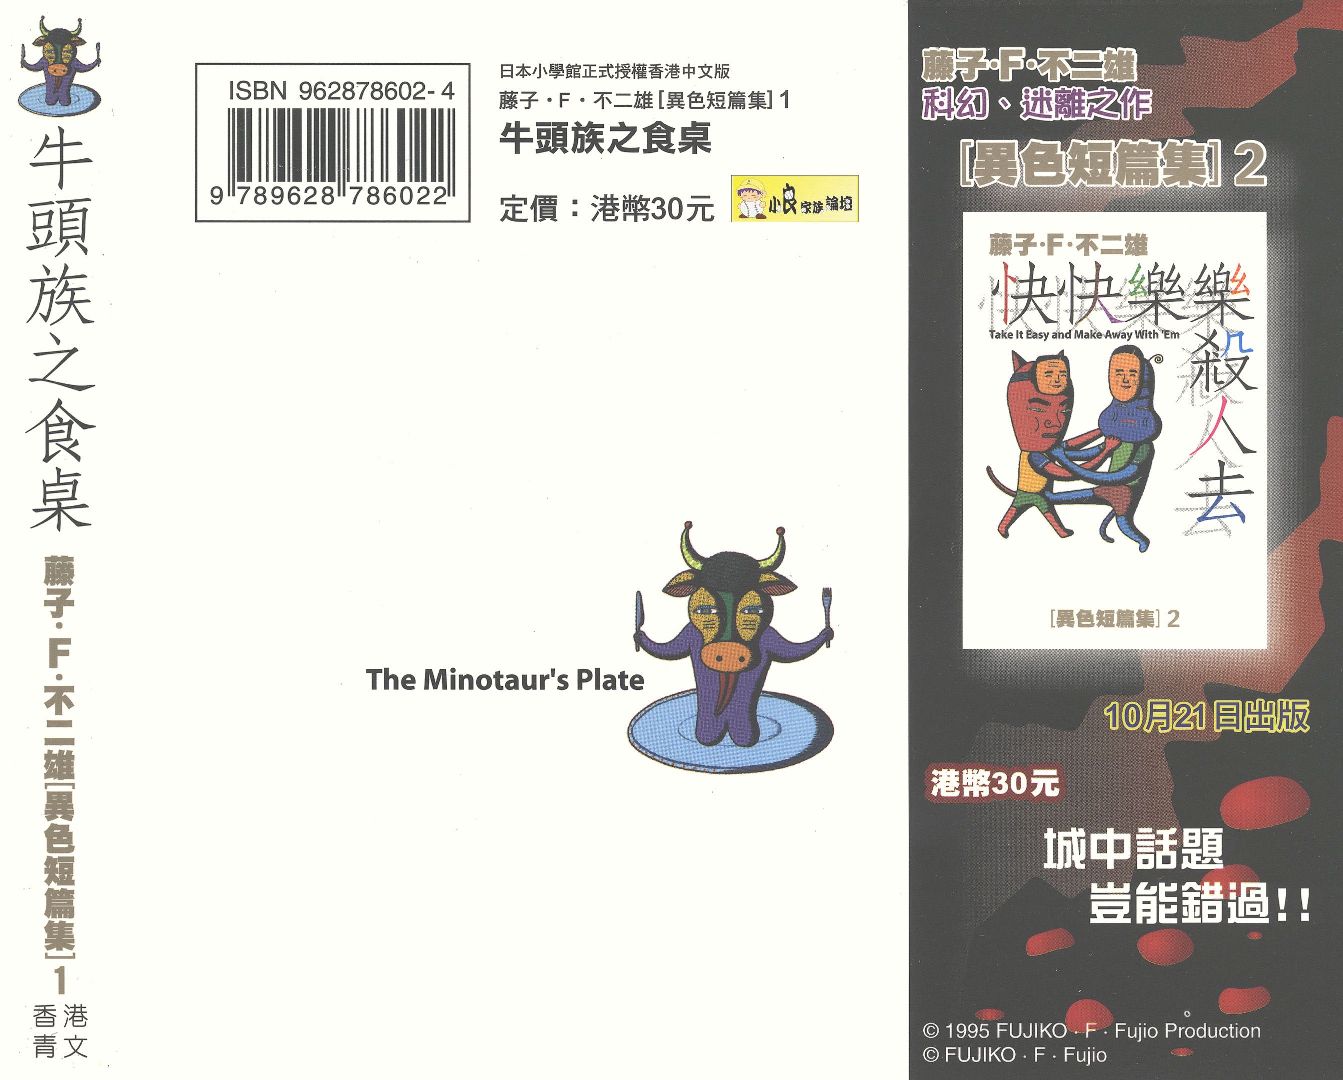 牛頭族之食桌
藤子・F・不二雄[異色短篇集]1
香港
青文
ISBN 962878602-4
9 789628 786022
日本小學館正式授權香港中文版
藤子・F・不二雄[異色短篇集]1
牛頭族之食桌
定價：港幣30元
小良家族論壇
The Minotaur's Plate
藤子・F・不二雄
科幻、迷離之作
[異色短篇集]2
藤子・F・不二雄
快快樂樂殺人去
Take It Easy and Make Away With 'Em
[異色短篇集]2
10月21日出版
港幣30元
城中話題
豈能錯過!!
© 1995 FUJIKO・F・Fujio Production
© FUJIKO・F・Fujio